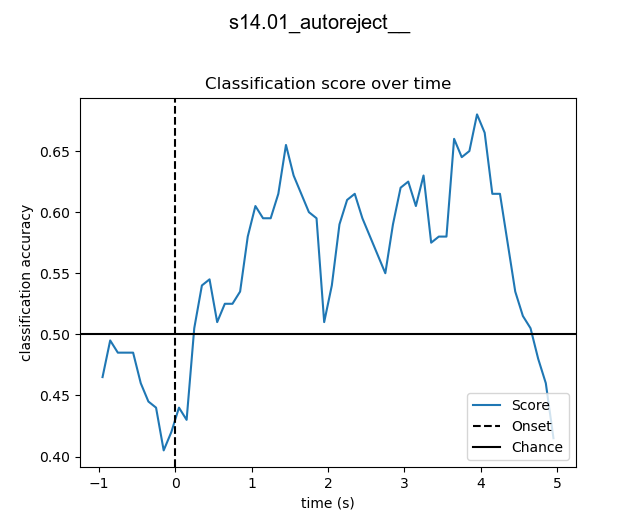 s14.01_autoreject__
Classification score over time
classification accuracy
0.65
0.60
0.55
0.50
0.45
0.40
−1
0
1
2
3
4
5
time (s)
Score
Onset
Chance